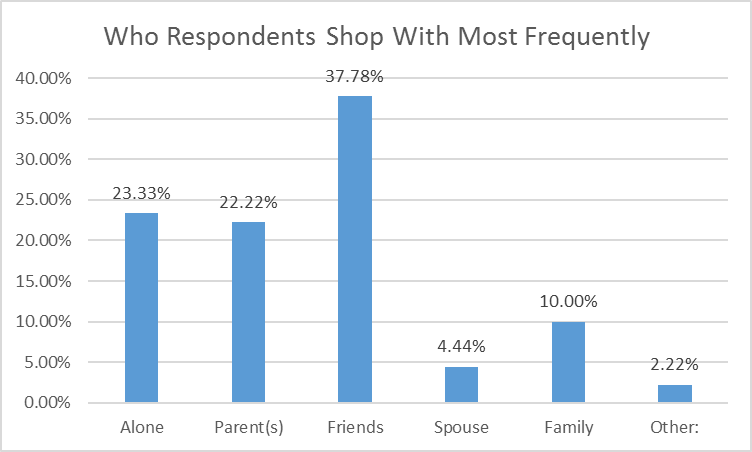 Who Respondents Shop With Most Frequently
40.00%
35.00%
30.00%
25.00%
20.00%
15.00%
10.00%
5.00%
0.00%
23.33%
22.22%
37.78%
4.44%
10.00%
2.22%
Alone
Parent(s)
Friends
Spouse
Family
Other: